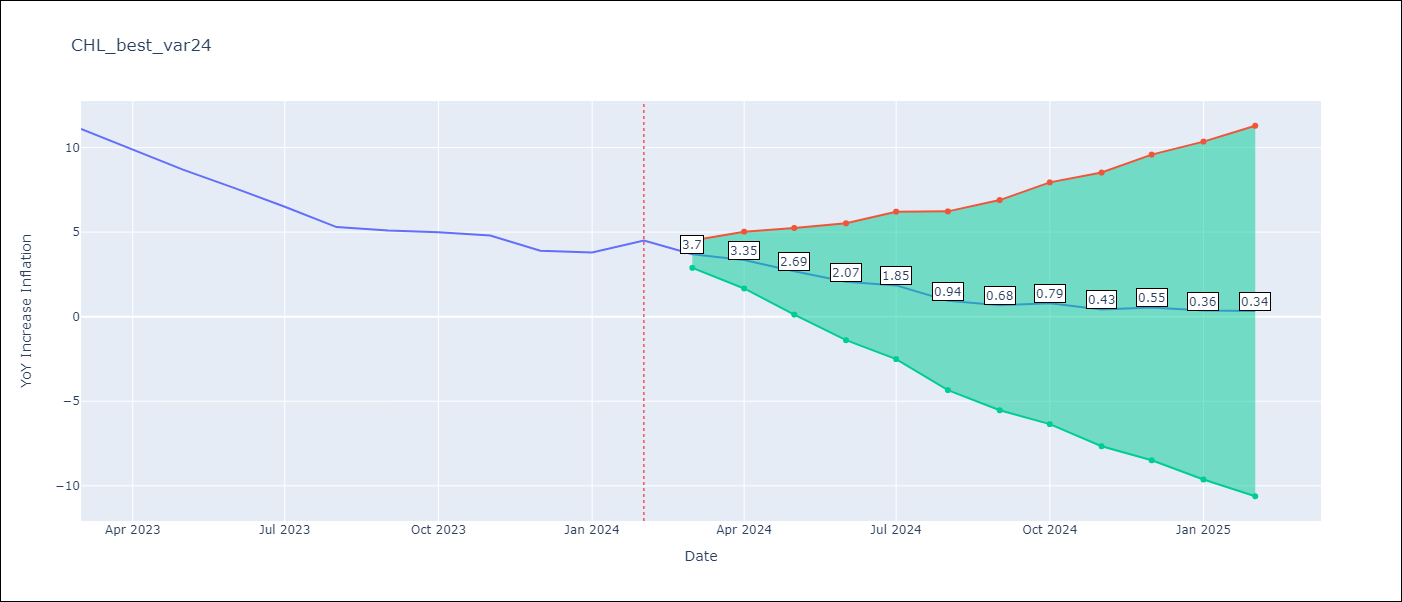 CHL_best_var24
YoY Increase Inflation
10
5
0
−5
−10
3.7
3.35
2.69
2.07
1.85
0.94
0.68
0.79
0.43
0.55
0.36
0.34
Apr 2023
Jul 2023
Oct 2023
Jan 2024
Apr 2024
Jul 2024
Oct 2024
Jan 2025
Date